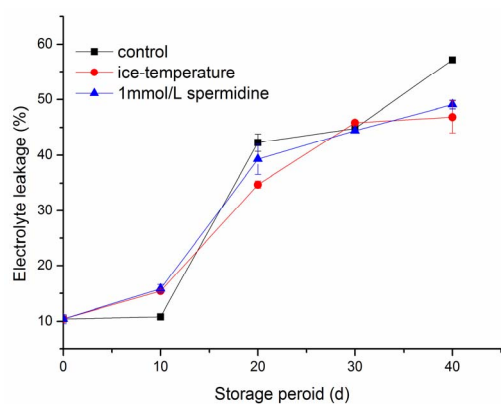 60
50
40
30
20
10
control
ice-temperature
1mmol/L spermidine
Electrolyte leakage (%)
0 10 20 30 40
Storage peroid (d)